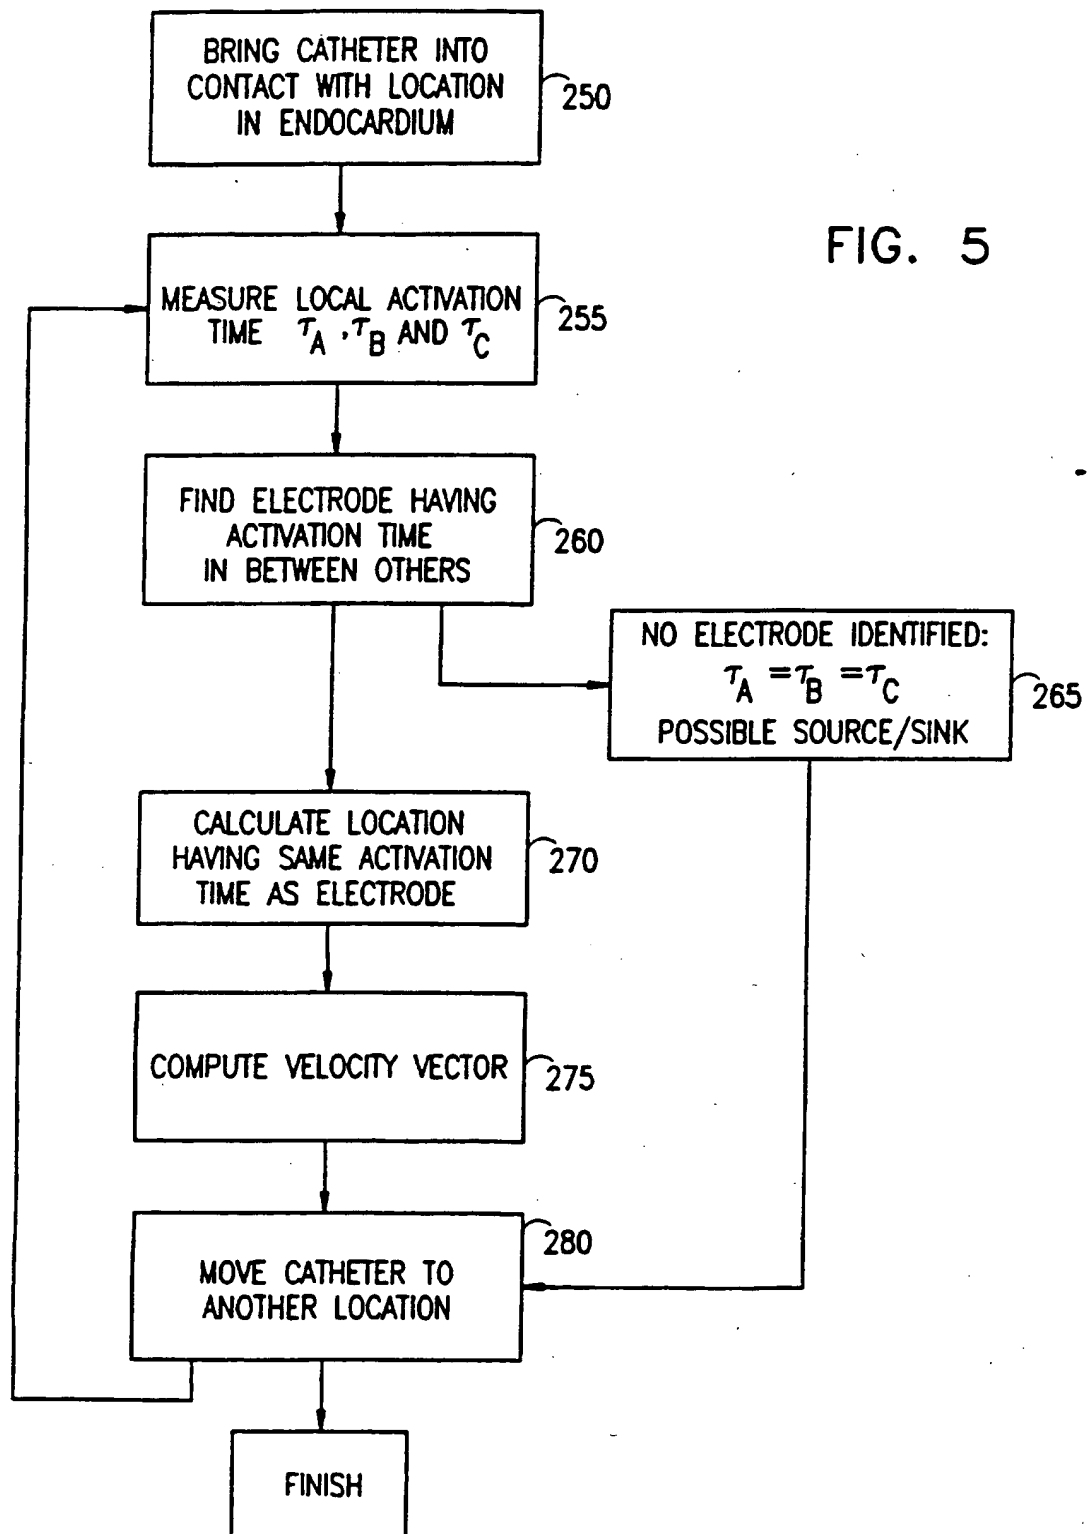 BRING CATHETER INTO
CONTACT WITH LOCATION
IN ENDOCARDIUM
250
FIG. 5
MEASURE LOCAL ACTIVATION
TIME τA, τB AND τC
255
FIND ELECTRODE HAVING
ACTIVATION TIME
IN BETWEEN OTHERS
260
NO ELECTRODE IDENTIFIED:
τA = τB = τC
POSSIBLE SOURCE/SINK
265
CALCULATE LOCATION
HAVING SAME ACTIVATION
TIME AS ELECTRODE
270
COMPUTE VELOCITY VECTOR
275
MOVE CATHETER TO
ANOTHER LOCATION
280
FINISH